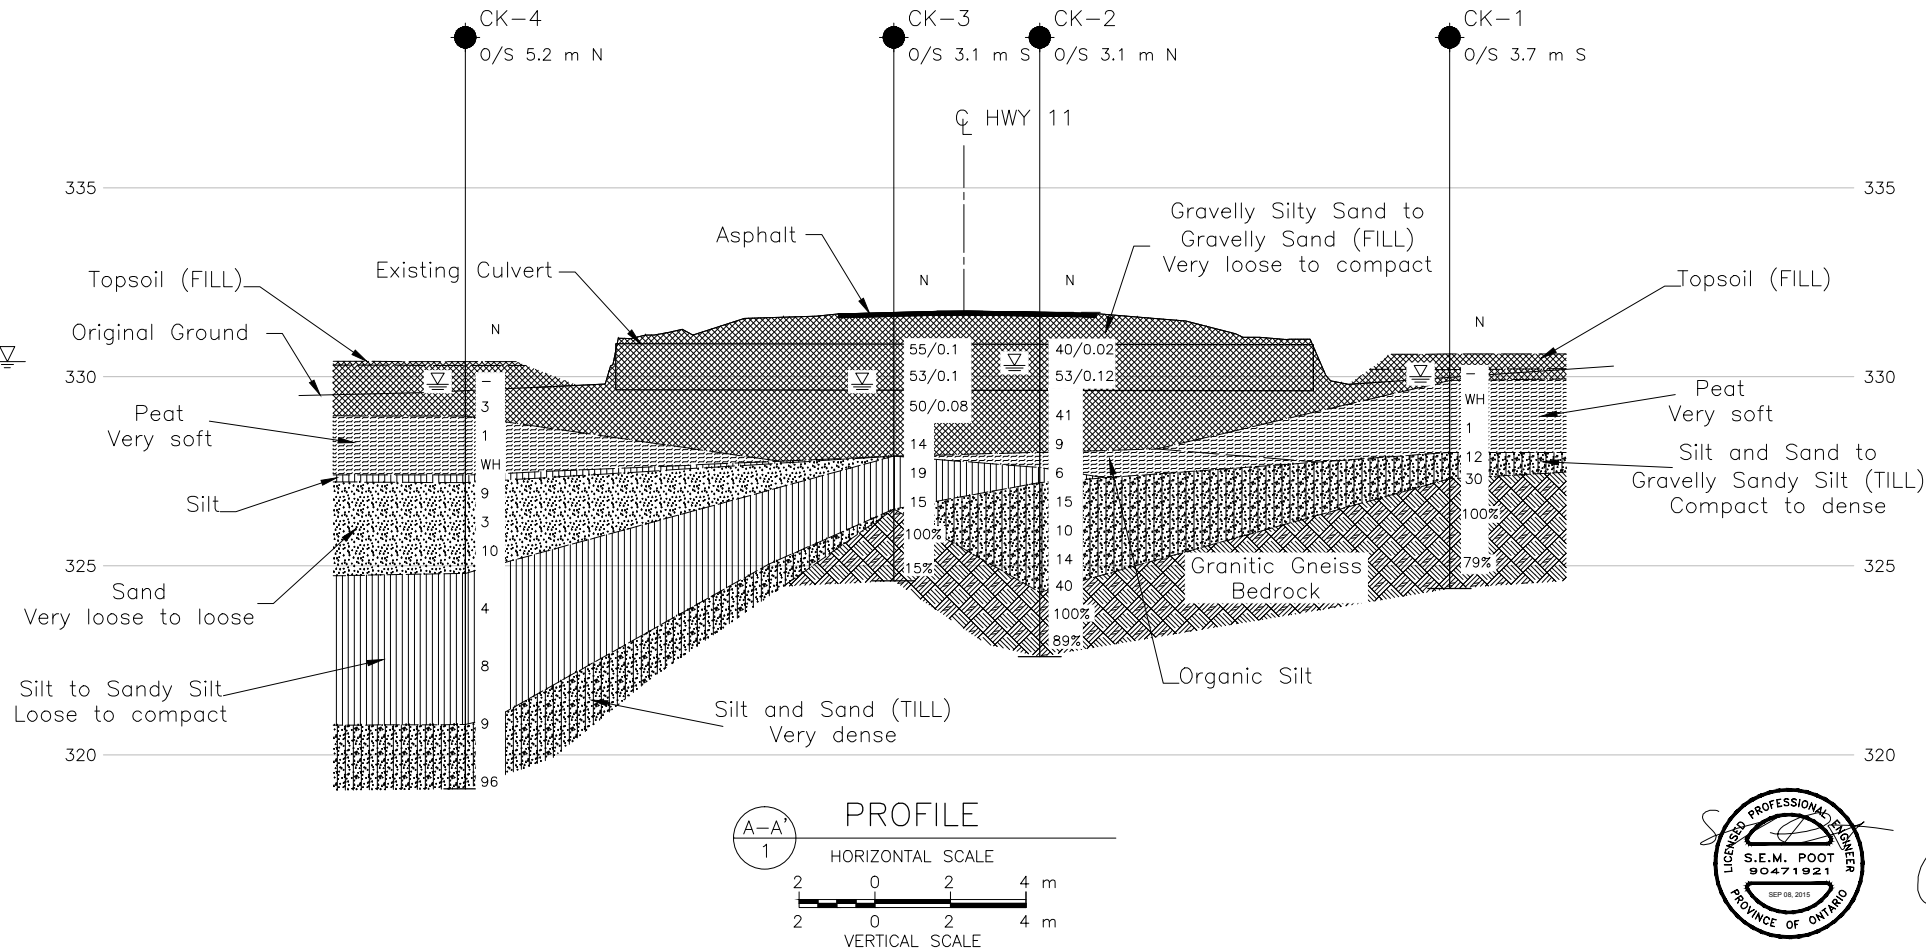 CK-4
O/S 5.2 m N
CK-3
O/S 3.1 m S
CK-2
O/S 3.1 m N
CK-1
O/S 3.7 m S
HWY 11
335
335
Gravelly Silty Sand to
Gravelly Sand (FILL)
Very loose to compact
Asphalt
Existing Culvert
Topsoil (FILL)
Topsoil (FILL)
Original Ground
N
N
N
N
330
330
-
3
1
WH
9
3
10
4
8
9
96
55/0.1
53/0.1
50/0.08
14
19
15
100%
15%
40/0.02
53/0.12
41
9
6
15
10
14
40
100%
89%
-
WH
1
12
30
100%
79%
Peat
Very soft
Peat
Very soft
Silt
Silt and Sand to
Gravelly Sandy Silt (TILL)
Compact to dense
325
325
Sand
Very loose to loose
Granitic Gneiss
Bedrock
Silt to Sandy Silt
Loose to compact
Organic Silt
Silt and Sand (TILL)
Very dense
320
320
A-A'
1
PROFILE
HORIZONTAL SCALE
2 0 2 4 m
2 0 2 4 m
VERTICAL SCALE
LICENSED PROFESSIONAL ENGINEER
S.E.M. POOT
90471921
SEP 08, 2015
PROVINCE OF ONTARIO